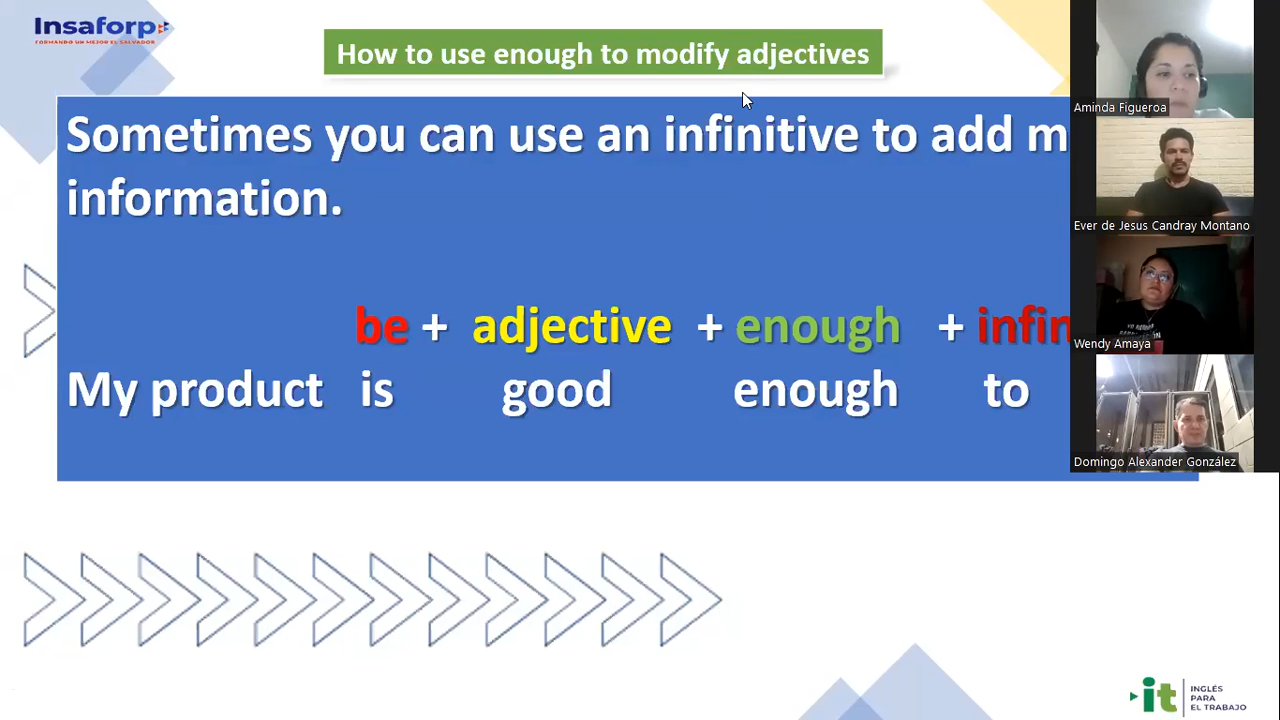 Insaforp
FORMANDO UN MEJOR EL SALVADOR
How to use enough to modify adjectives
Sometimes you can use an infinitive to add m
information.
be + adjective + enough + infin
My product is good enough to
Aminda Figueroa
Ever de Jesus Candray Montano
Wendy Amaya
Domingo Alexander González
it INGLÉS
PARA
EL TRABAJO